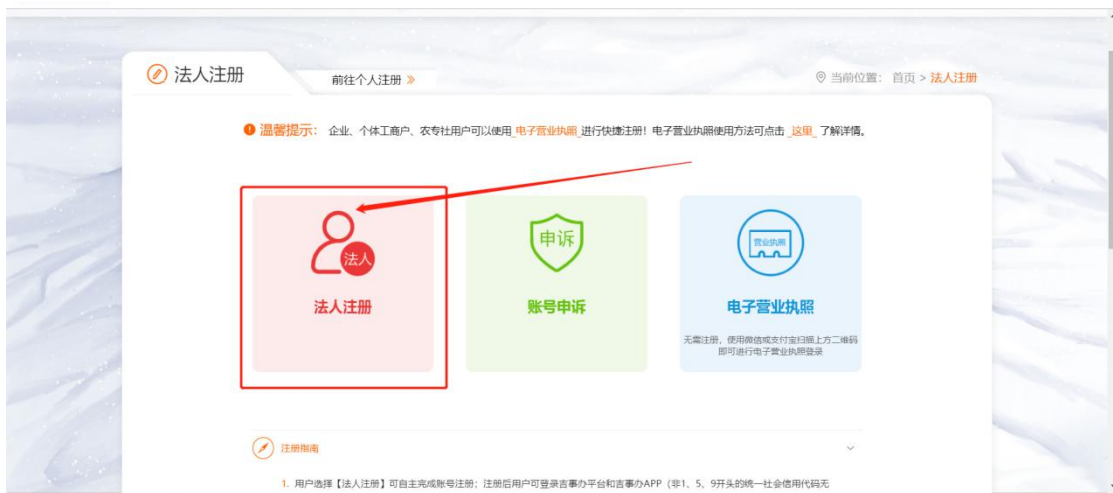 法人注册
前往个人注册 »
当前位置： 首页 > 法人注册
温馨提示： 企业、个体工商户、农专社用户可以使用 电子营业执照 进行快捷注册！电子营业执照使用方法可点击 这里 了解详情。
法人
法人注册
申诉
账号申诉
营业执照
电子营业执照
无需注册，使用微信或支付宝扫描上方二维码
即可进行电子营业执照登录
注册指南
1. 用户选择【法人注册】可自主完成账号注册；注册后用户可登录吉事办平台和吉事办APP（非1、5、9开头的统一社会信用代码无